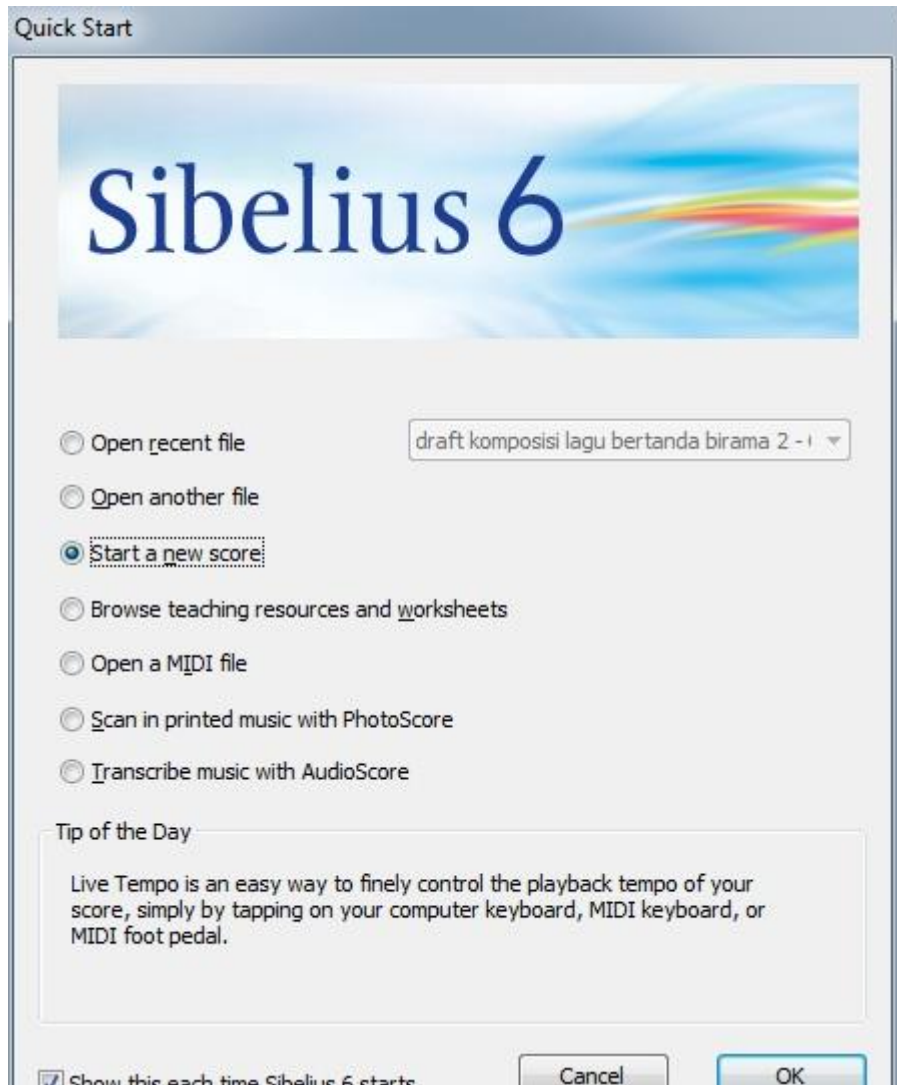 Quick Start
Sibelius 6
Open recent file
draft komposisi lagu bertanda birama 2 -
Open another file
Start a new score
Browse teaching resources and worksheets
Open a MIDI file
Scan in printed music with PhotoScore
Transcribe music with AudioScore
Tip of the Day
Live Tempo is an easy way to finely control the playback tempo of your
score, simply by tapping on your computer keyboard, MIDI keyboard, or
MIDI foot pedal.
Show this each time Sibelius 6 starts
Cancel
OK